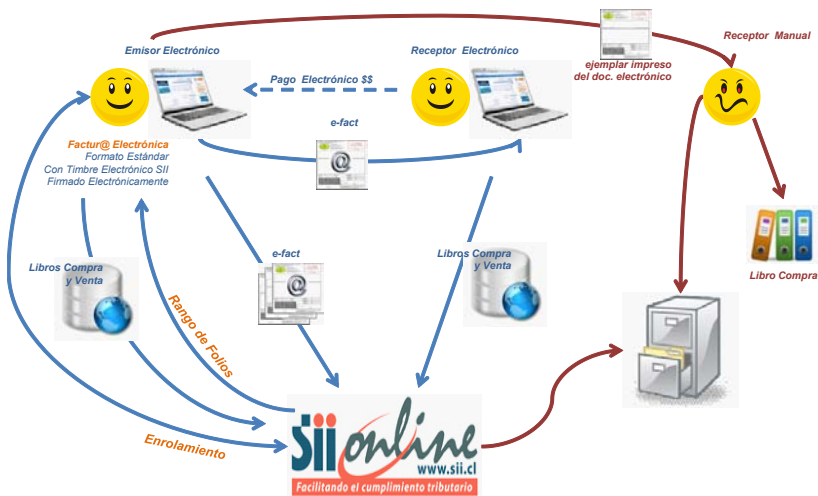 Receptor Manual
Emisor Electrónico
Receptor Electrónico
ejemplar impreso
del doc. electrónico
Pago Electrónico $$
e-fact
@
Factur@ Electrónica
Formato Estándar
Con Timbre Electrónico SII
Firmado Electrónicamente
Libros Compra
y Venta
e-fact
@
Libros Compra
y Venta
Libro Compra
Rango de Folios
Enrolamiento
Sii online
www.sii.cl
Facilitando el cumplimiento tributario